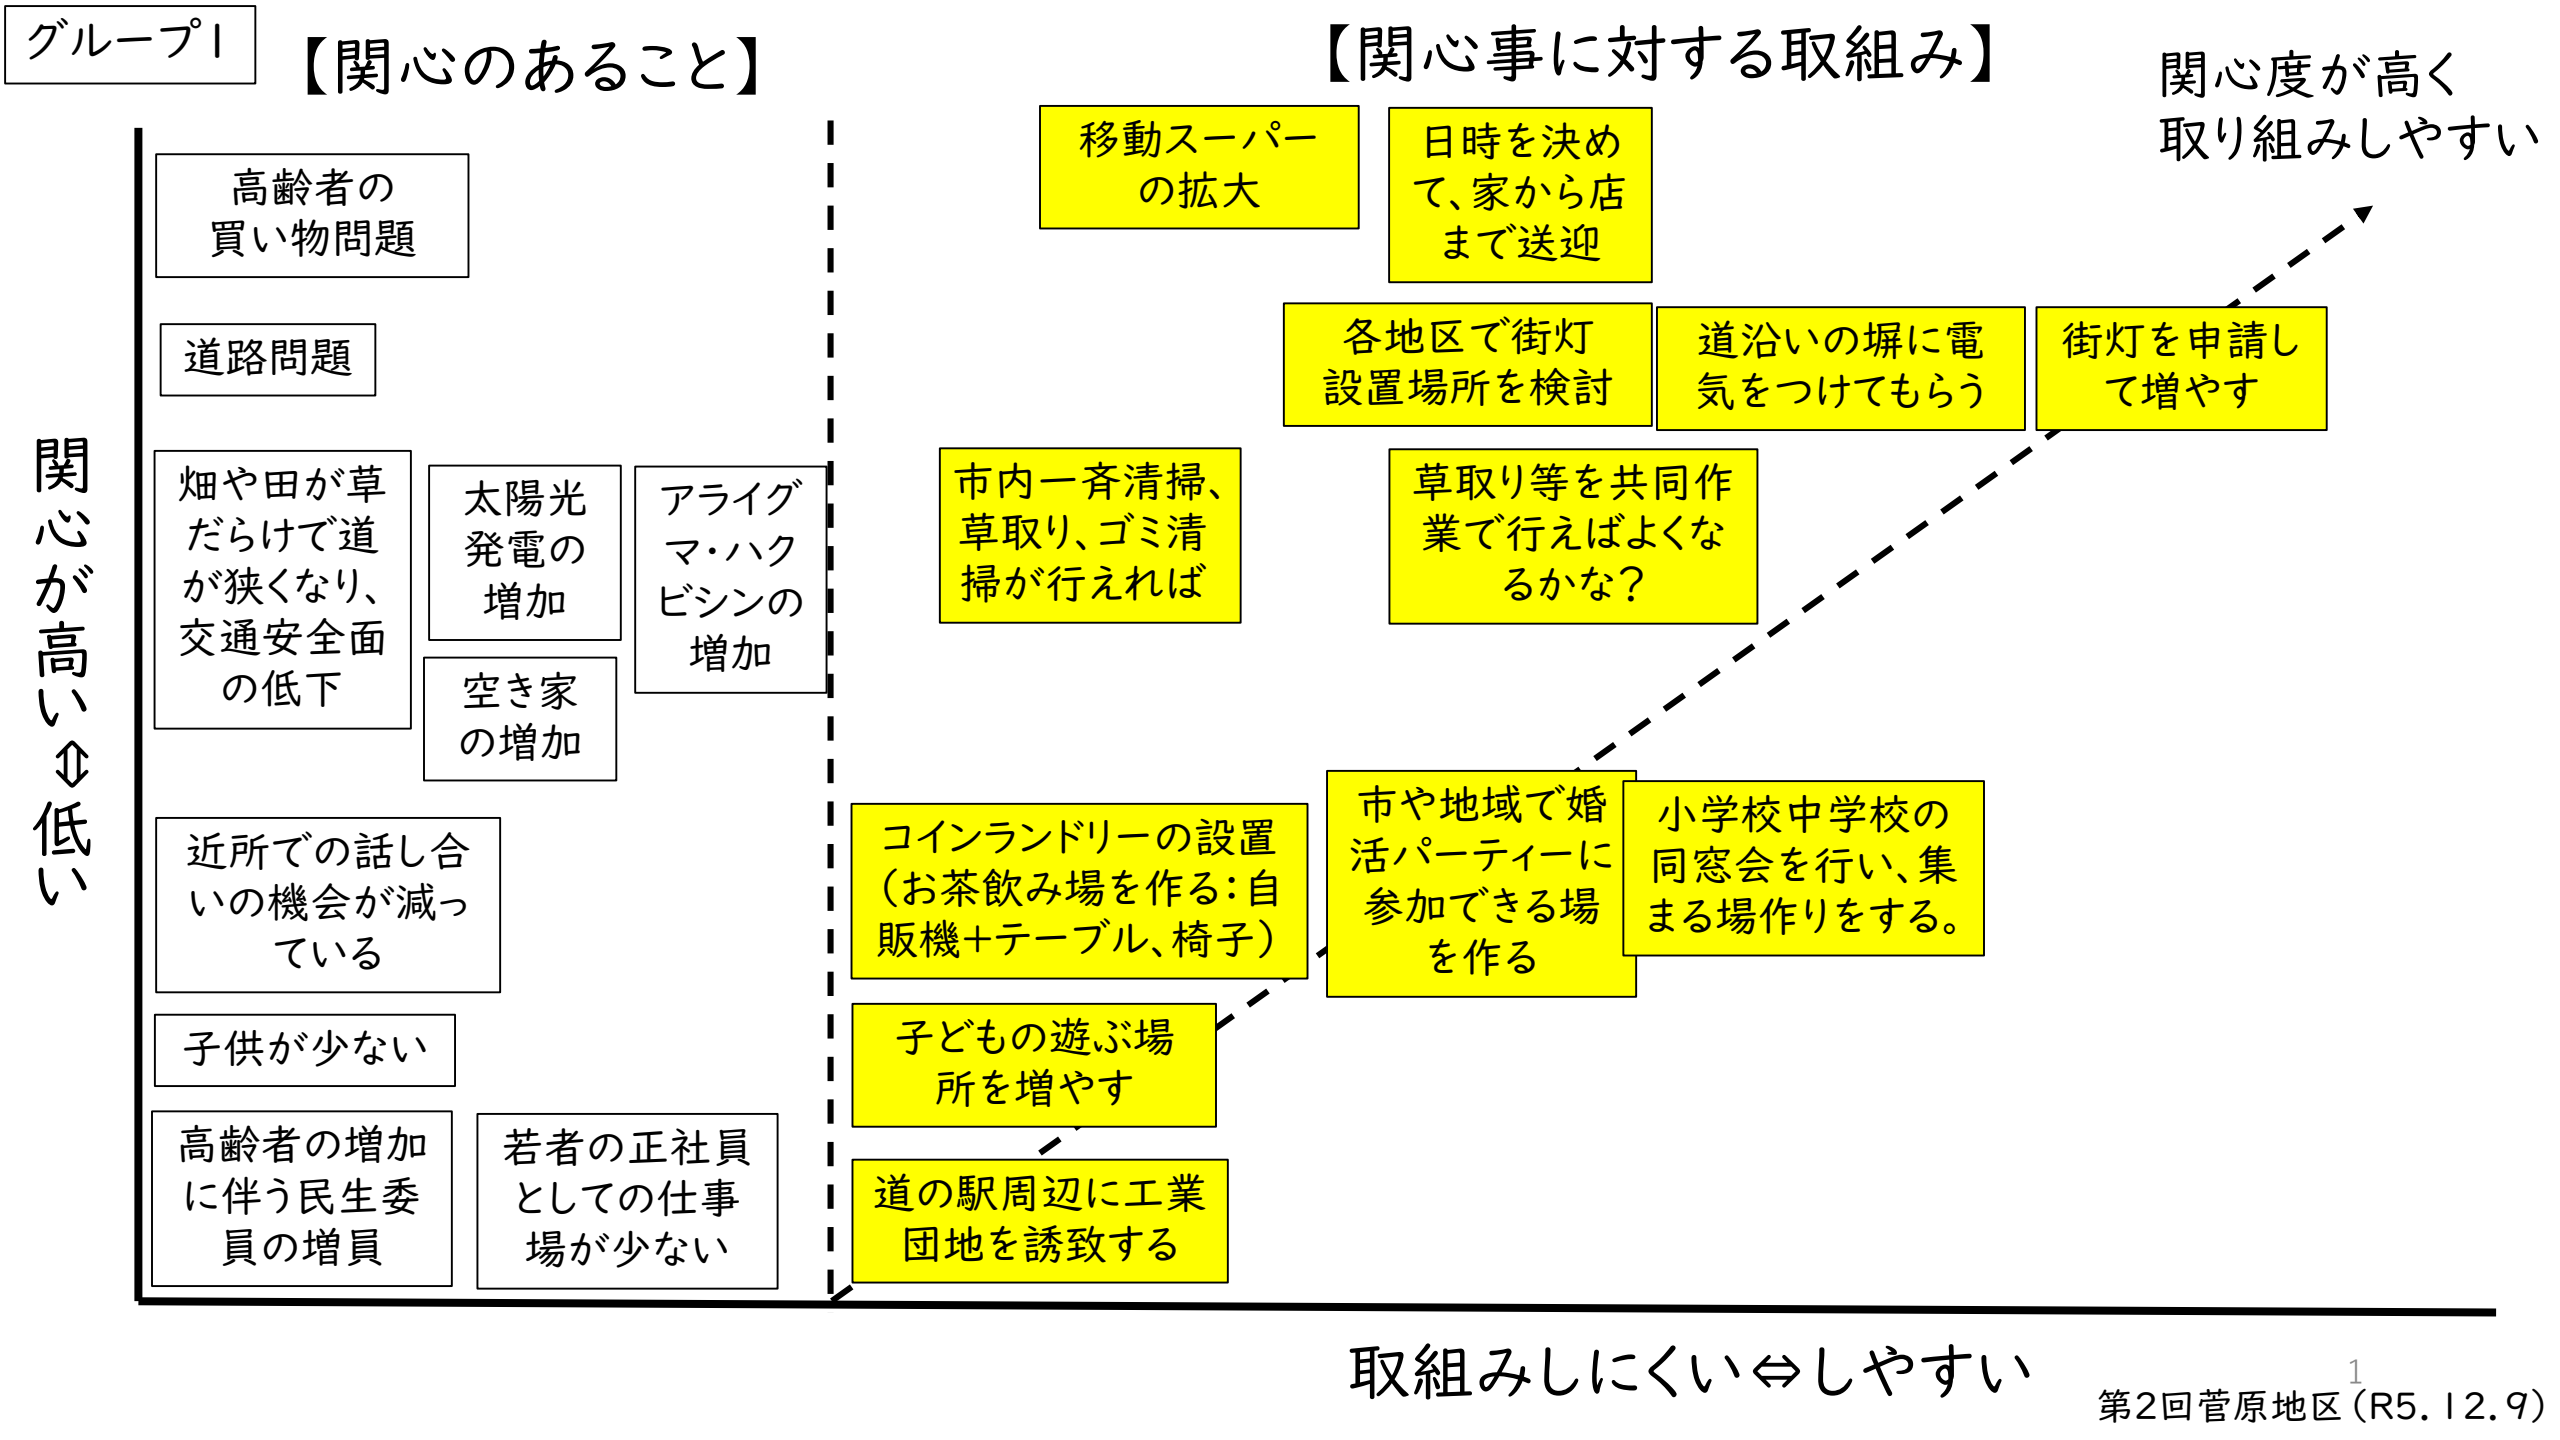 グループ1
【関心のあること】
【関心事に対する取組み】
関心度が高く
取り組みしやすい
関心が高い⇔低い
高齢者の
買い物問題
移動スーパー
の拡大
日時を決め
て、家から店
まで送迎
道路問題
各地区で街灯
設置場所を検討
道沿いの塀に電
気をつけてもらう
街灯を申請し
て増やす
畑や田が草
だらけで道
が狭くなり、
交通安全面
の低下
太陽光
発電の
増加
アライグ
マ・ハク
ビシンの
増加
空き家
の増加
市内一斉清掃、
草取り、ゴミ清
掃が行えれば
草取り等を共同作
業で行えばよくな
るかな?
近所での話し合
いの機会が減っ
ている
コインランドリーの設置
(お茶飲み場を作る:自
販機+テーブル、椅子)
市や地域で婚
活パーティーに
参加できる場
を作る
小学校中学校の
同窓会を行い、集
まる場作りをする。
子供が少ない
子どもの遊ぶ場
所を増やす
高齢者の増加
に伴う民生委
員の増員
若者の正社員
としての仕事
場が少ない
道の駅周辺に工業
団地を誘致する
取組みしにくい⇔しやすい
1
第2回菅原地区(R5.12.9)